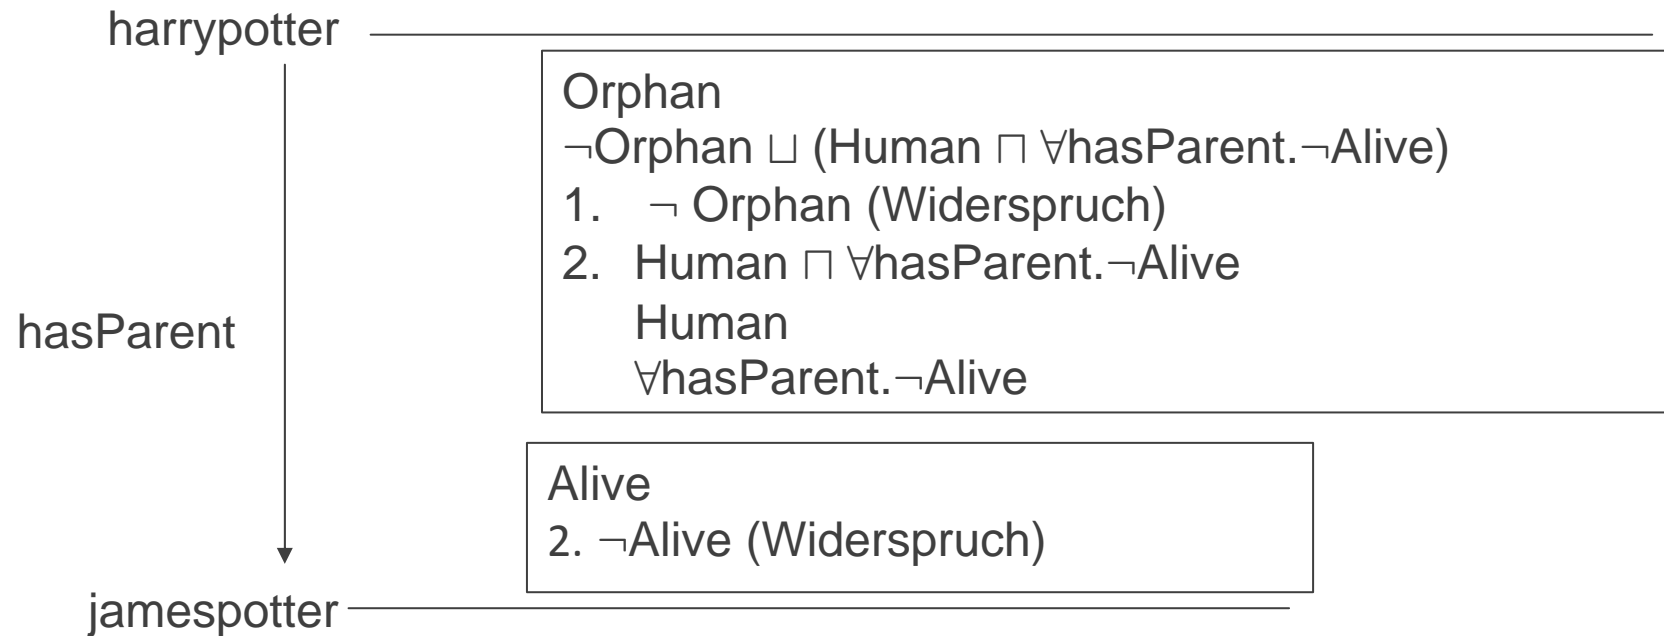 harrypotter
Orphan
¬Orphan ⊔ (Human ⊓ ∀hasParent.¬Alive)
1. ¬ Orphan (Widerspruch)
2. Human ⊓ ∀hasParent.¬Alive
Human
∀hasParent.¬Alive
hasParent
Alive
2. ¬Alive (Widerspruch)
jamespotter